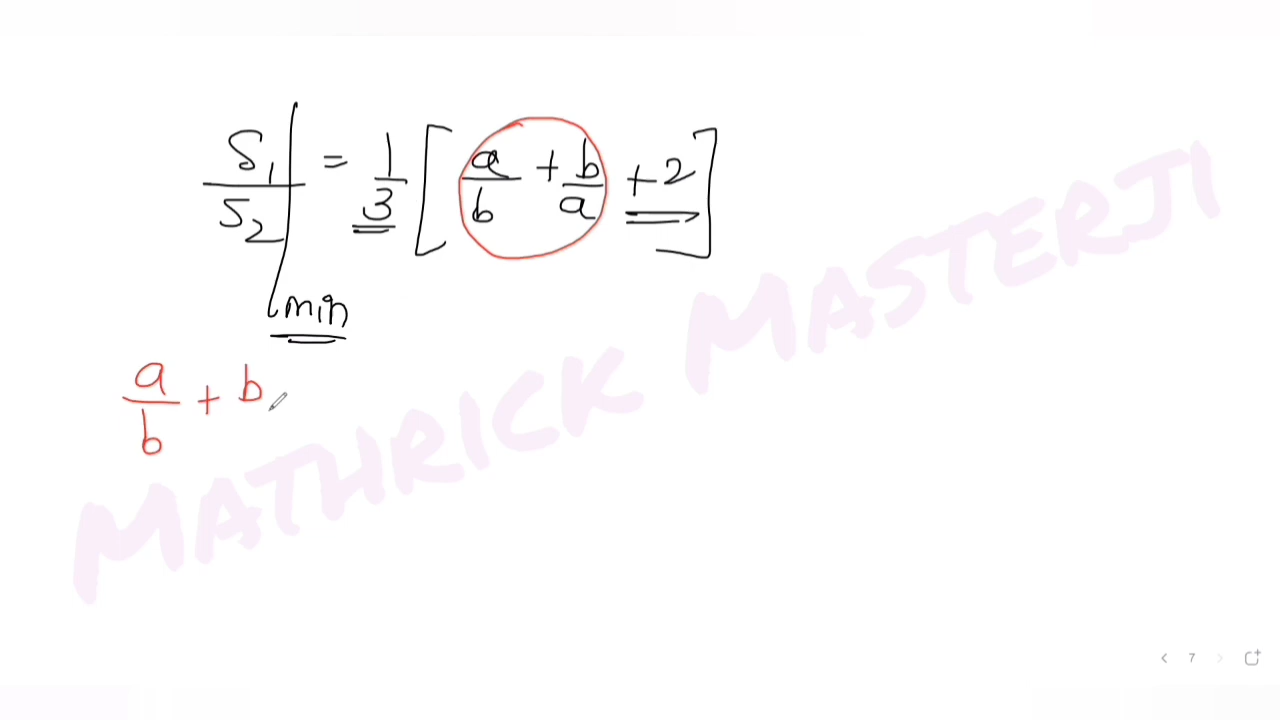 S₁/S₂ |min = 1/3 [ a/b + b/a + 2 ]
a/b + b
MATHRICK MASTERJI
< 7 >